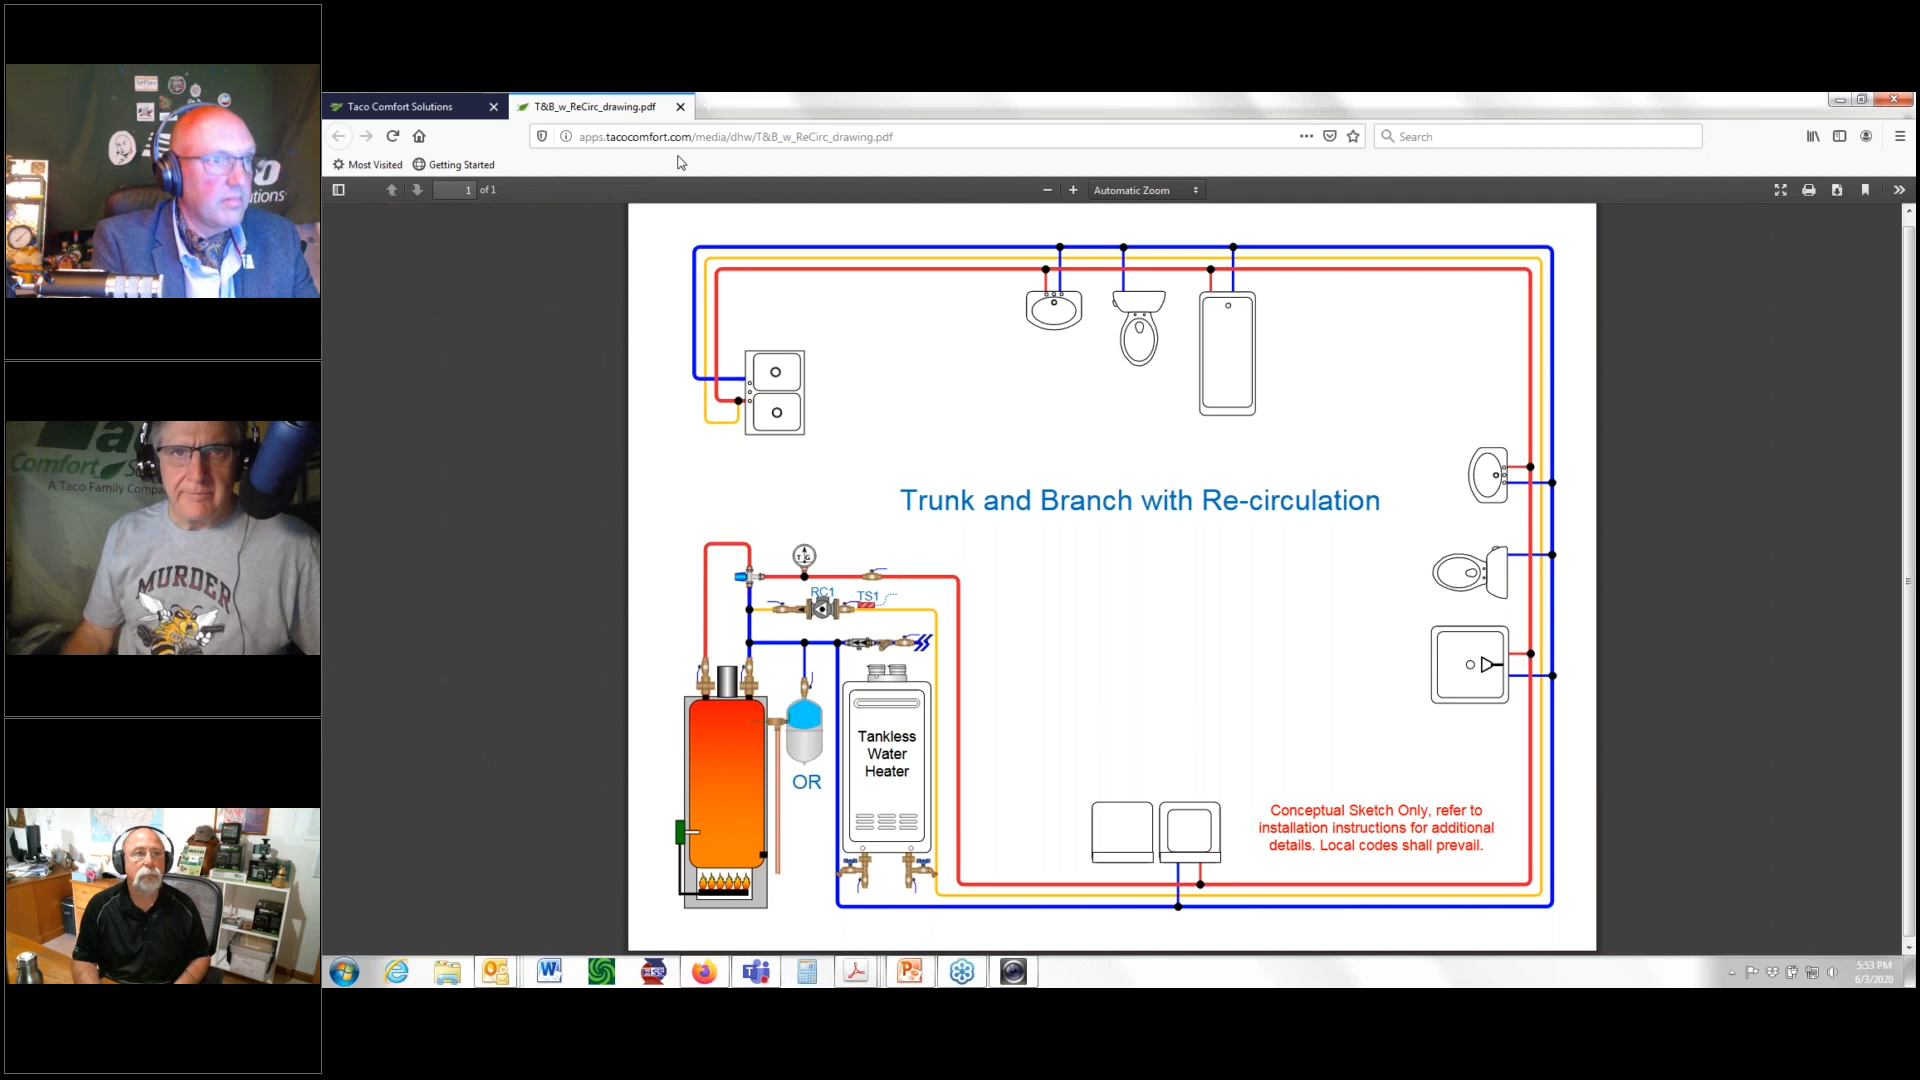 Taco Comfort Solutions
T&B_w_ReCirc_drawing.pdf
apps.tacocomfort.com/media/dhw/T&B_w_ReCirc_drawing.pdf
Search
Most Visited
Getting Started
1 of 1
Automatic Zoom
Trunk and Branch with Re-circulation
T G
RC1
TS1
Tankless
Water
Heater
OR
Conceptual Sketch Only, refer to
installation instructions for additional
details. Local codes shall prevail.
5:53 PM
6/3/2020
Comfort
A Taco Family Compa
MURDER